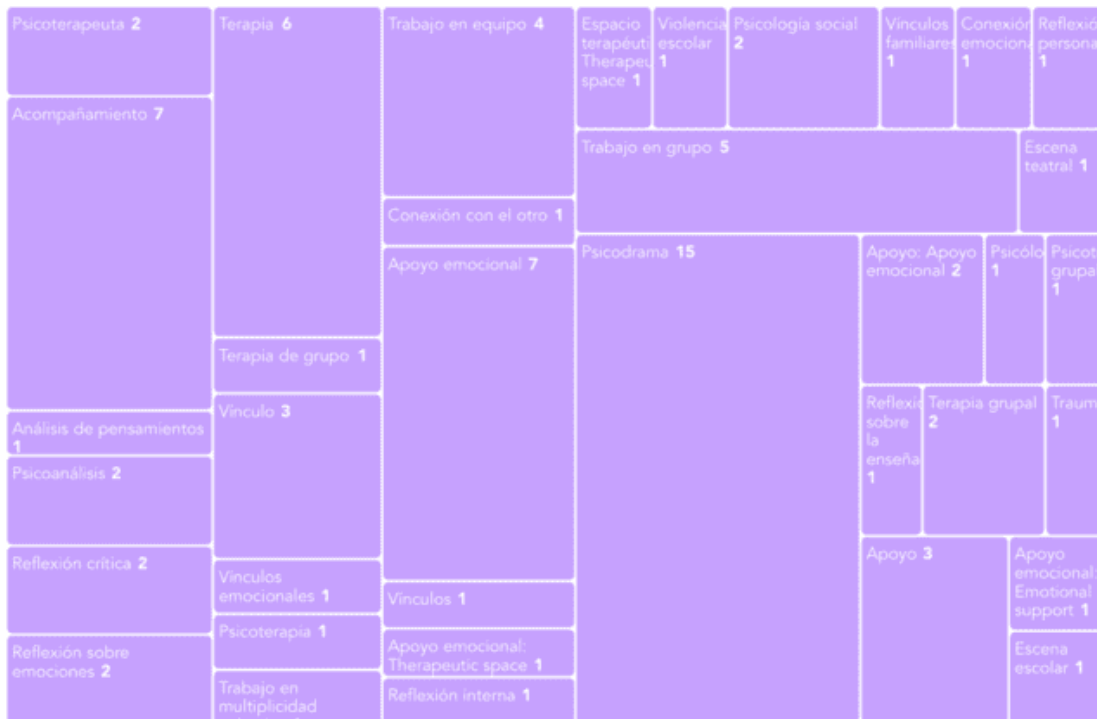 Psicoterapeuta 2
Acompañamiento 7
Análisis de pensamientos
1
Psicoanálisis 2
Reflexión crítica 2
Reflexión sobre
emociones 2
Terapia 6
Terapia de grupo 1
Vínculo 3
Vínculos
emocionales 1
Psicoterapia 1
Trabajo en
multiplicidad
Trabajo en equipo 4
Conexión con el otro 1
Apoyo emocional 7
Vínculos 1
Apoyo emocional:
Therapeutic space 1
Reflexión interna 1
Espacio
terapéuti
Therapeu
space 1
Violencia
escolar
1
Psicología social
2
Vínculos
familiares
1
Conexión
emociona
1
Reflexió
persona
1
Trabajo en grupo 5
Escena
teatral 1
Psicodrama 15
Apoyo: Apoyo
emocional 2
Psicólo
1
Psicot
grupa
1
Reflexió
sobre
la
enseña
1
Terapia grupal
2
Traum
1
Apoyo 3
Apoyo
emocional:
Emotional
support 1
Escena
escolar 1